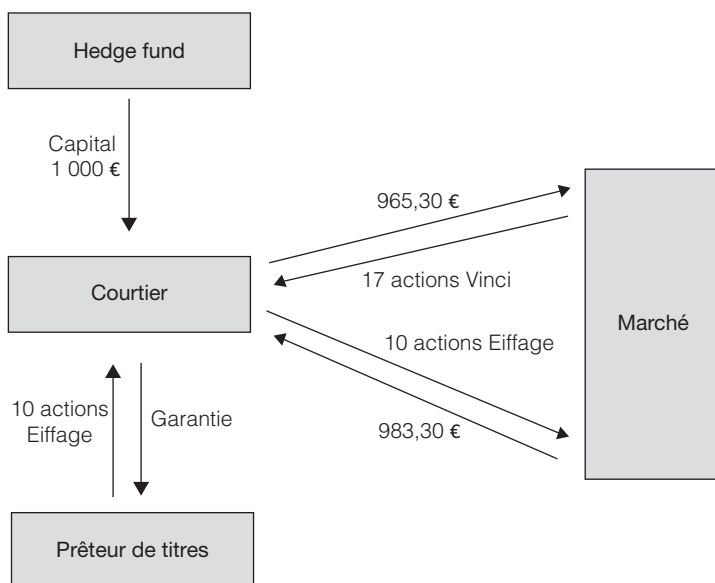 Hedge fund
Capital
1 000 €
965,30 €
Courtier
17 actions Vinci
Marché
10 actions Eiffage
10 actions
Eiffage
Garantie
983,30 €
Prêteur de titres